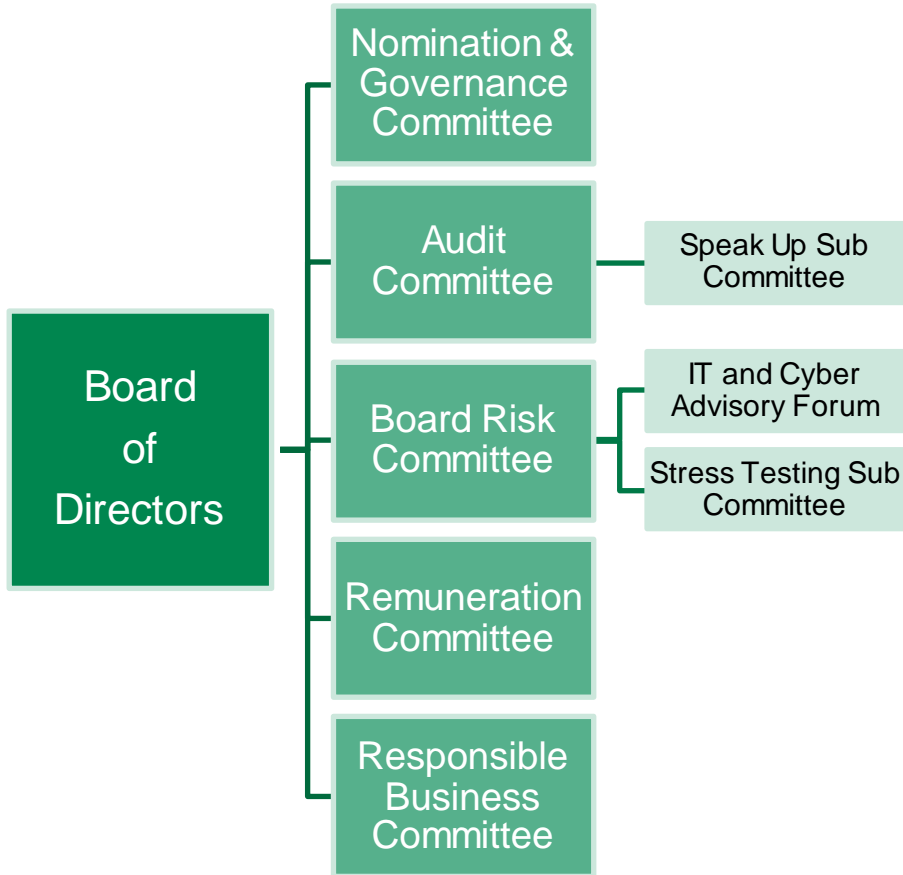 Nomination &
Governance
Committee
Audit
Committee
Speak Up Sub
Committee
Board
of
Directors
Board Risk
Committee
IT and Cyber
Advisory Forum
Stress Testing Sub
Committee
Remuneration
Committee
Responsible
Business
Committee